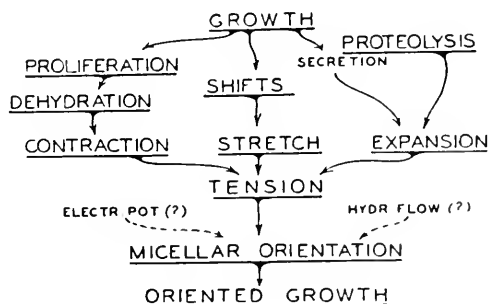 GROWTH
PROTEOLYSIS
PROLIFERATION
SECRETION
SHIFTS
DEHYDRATION
CONTRACTION
STRETCH
EXPANSION
TENSION
ELECTR POT (?)
HYDR FLOW (?)
MICELLAR ORIENTATION
ORIENTED GROWTH